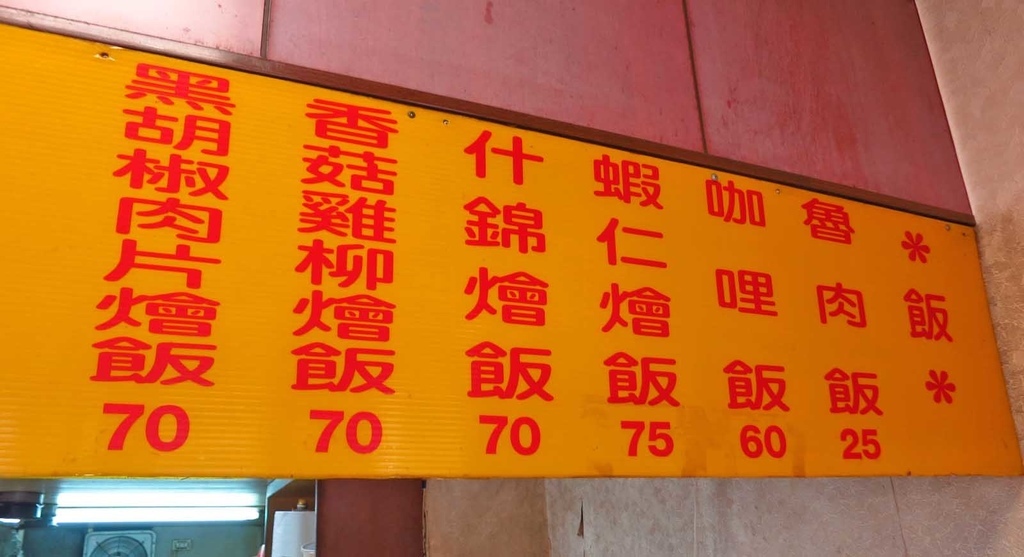 *飯*
魯肉飯 25
咖哩飯 60
蝦仁燴飯 75
什錦燴飯 70
香菇雞柳燴飯 70
黑胡椒肉片燴飯 70